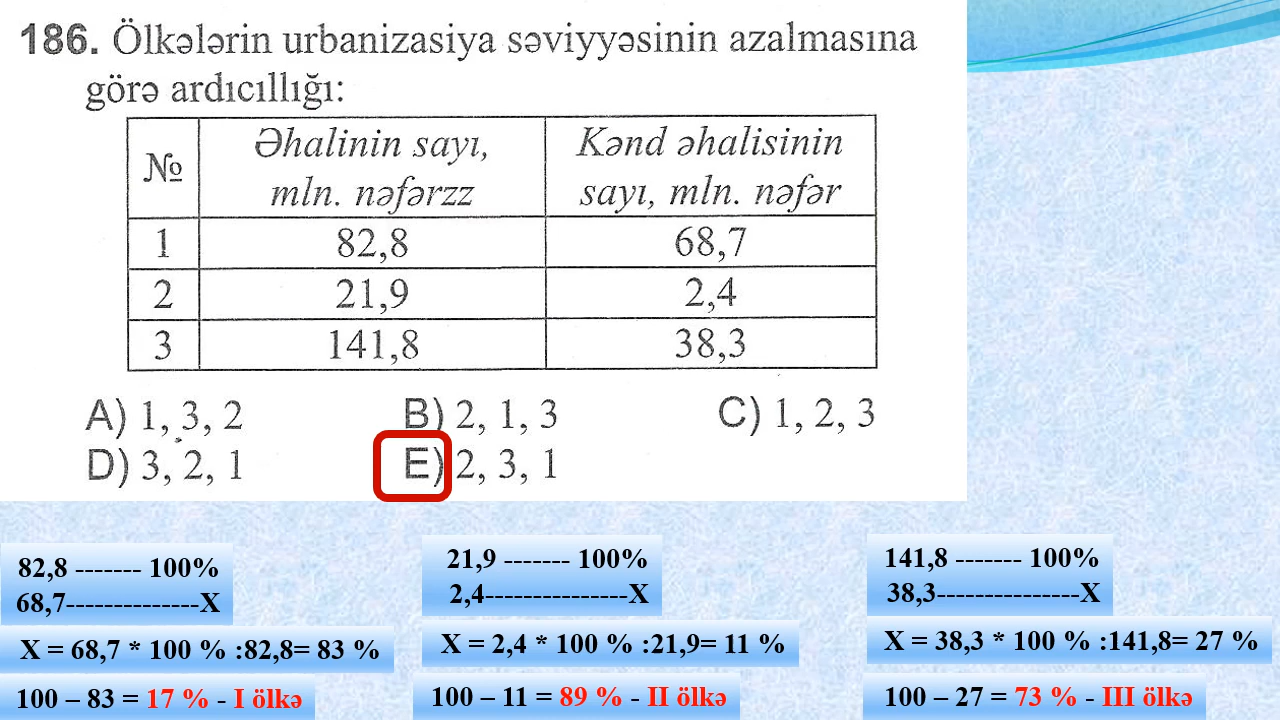 186. Ölkələrin urbanizasiya səviyyəsinin azalmasına
görə ardıcıllığı:
№ Əhalinin sayı, mln. nəfərzz Kənd əhalisinin sayı, mln. nəfər
1 82,8 68,7
2 21,9 2,4
3 141,8 38,3
A) 1, 3, 2 B) 2, 1, 3 C) 1, 2, 3
D) 3, 2, 1 E) 2, 3, 1
82,8 ------- 100%
68,7--------------X
X = 68,7 * 100 % :82,8= 83 %
100 – 83 = 17 % - I ölkə
21,9 ------- 100%
2,4---------------X
X = 2,4 * 100 % :21,9= 11 %
100 – 11 = 89 % - II ölkə
141,8 ------- 100%
38,3---------------X
X = 38,3 * 100 % :141,8= 27 %
100 – 27 = 73 % - III ölkə